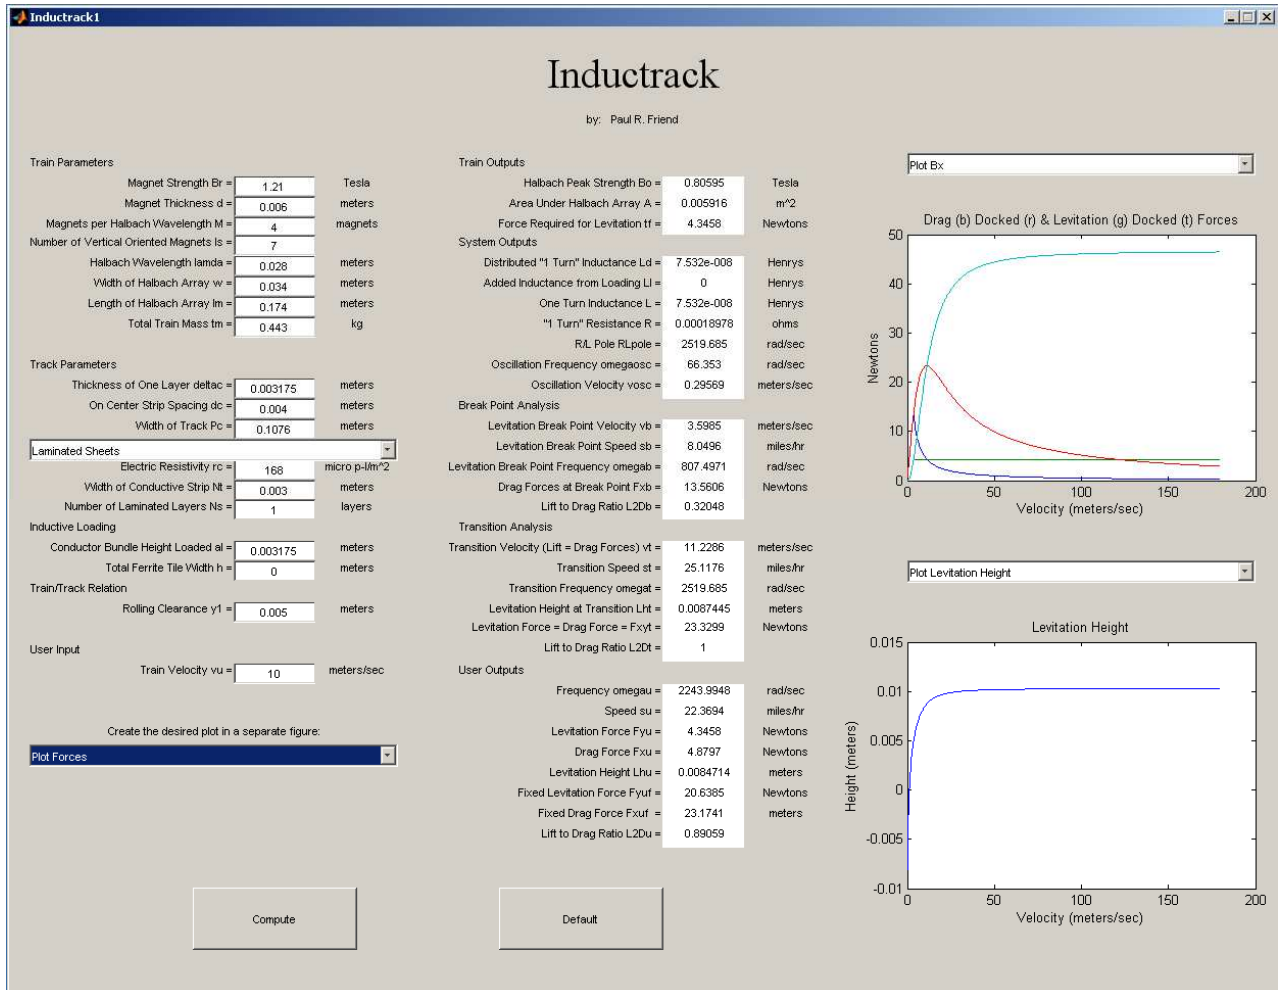 Inductrack1
Inductrack
by: Paul R. Friend
Train Parameters
Magnet Strength Br = 1.21 Tesla
Magnet Thickness d = 0.006 meters
Magnets per Halbach Wavelength M = 4 magnets
Number of Vertical Oriented Magnets Is = 7
Halbach Wavelength lamda = 0.028 meters
Width of Halbach Array w = 0.034 meters
Length of Halbach Array lm = 0.174 meters
Total Train Mass tm = 0.443 kg
Track Parameters
Thickness of One Layer deltac = 0.003175 meters
On Center Strip Spacing dc = 0.004 meters
Width of Track Pc = 0.1076 meters
Laminated Sheets
Electric Resistivity rc = 168 micro p-l/m^2
Width of Conductive Strip Nt = 0.003 meters
Number of Laminated Layers Ns = 1 layers
Inductive Loading
Conductor Bundle Height Loaded al = 0.003175 meters
Total Ferrite Tile Width h = 0 meters
Train/Track Relation
Rolling Clearance y1 = 0.005 meters
User Input
Train Velocity vu = 10 meters/sec
Create the desired plot in a separate figure:
Plot Forces
Compute
Train Outputs
Halbach Peak Strength Bo = 0.80595 Tesla
Area Under Halbach Array A = 0.005916 m^2
Force Required for Levitation tf = 4.3458 Newtons
System Outputs
Distributed "1 Turn" Inductance Ld = 7.532e-008 Henrys
Added Inductance from Loading Ll = 0 Henrys
One Turn Inductance L = 7.532e-008 Henrys
"1 Turn" Resistance R = 0.00018978 ohms
R/L Pole RLpole = 2519.685 rad/sec
Oscillation Frequency omegaosc = 66.353 rad/sec
Oscillation Velocity vosc = 0.29569 meters/sec
Break Point Analysis
Levitation Break Point Velocity vb = 3.5985 meters/sec
Levitation Break Point Speed sb = 8.0496 miles/hr
Levitation Break Point Frequency omegab = 807.4971 rad/sec
Drag Forces at Break Point Fxb = 13.5606 Newtons
Lift to Drag Ratio L2Db = 0.32048
Transition Analysis
Transition Velocity (Lift = Drag Forces) vt = 11.2286 meters/sec
Transition Speed st = 25.1176 miles/hr
Transition Frequency omegat = 2519.685 rad/sec
Levitation Height at Transition Lht = 0.0087445 meters
Levitation Force = Drag Force = Fxyt = 23.3299 Newtons
Lift to Drag Ratio L2Dt = 1
User Outputs
Frequency omegau = 2243.9948 rad/sec
Speed su = 22.3694 miles/hr
Levitation Force Fyu = 4.3458 Newtons
Drag Force Fxu = 4.8797 Newtons
Levitation Height Lhu = 0.0084714 meters
Fixed Levitation Force Fyuf = 20.6385 Newtons
Fixed Drag Force Fxuf = 23.1741 meters
Lift to Drag Ratio L2Du = 0.89059
Default
Plot Bx
Drag (b) Docked (r) & Levitation (g) Docked (t) Forces
50
40
30
20
10
0
Newtons
0 50 100 150 200
Velocity (meters/sec)
Plot Levitation Height
Levitation Height
0.015
0.01
0.005
0
-0.005
-0.01
Height (meters)
0 50 100 150 200
Velocity (meters/sec)